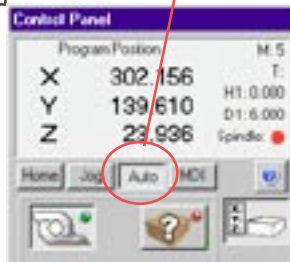 Control Panel
Program Position M: 5
X 302.156 T:
Y 139.610 H1: 0.000
Z 23.936 D1: 6.000
Spindle:
Home Jog Auto MDI